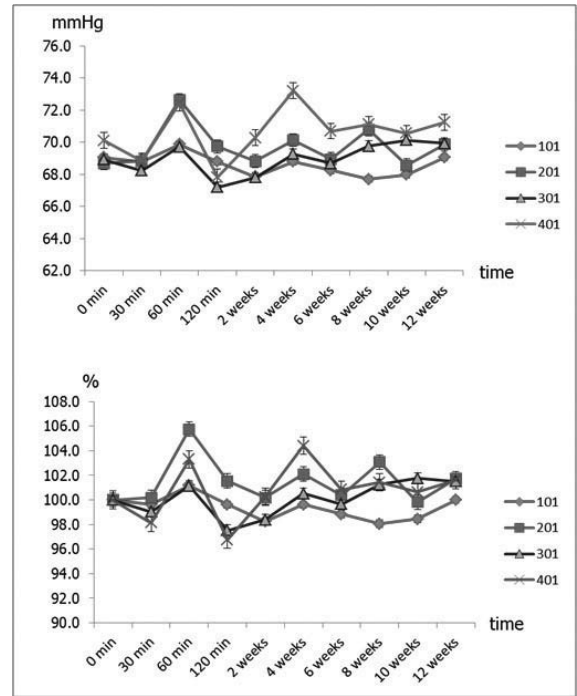 mmHg
76.0
74.0
72.0
70.0
68.0
66.0
64.0
62.0
101
201
301
401
time
0 min
30 min
60 min
120 min
2 weeks
4 weeks
6 weeks
8 weeks
10 weeks
12 weeks
%
108.0
106.0
104.0
102.0
100.0
98.0
96.0
94.0
92.0
90.0
101
201
301
401
time
0 min
30 min
60 min
120 min
2 weeks
4 weeks
6 weeks
8 weeks
10 weeks
12 weeks